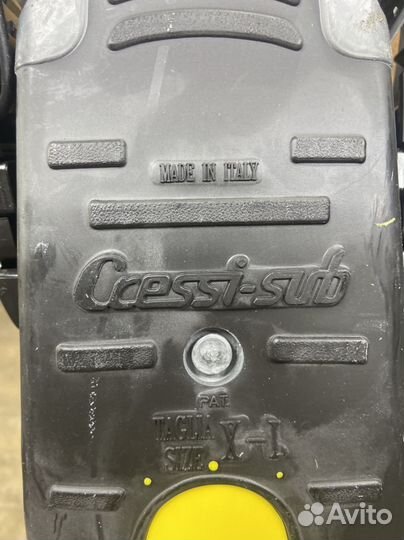 MADE IN ITALY
Cressi-sub
PAT.
TAGLIA
SIZE X-L
Avito